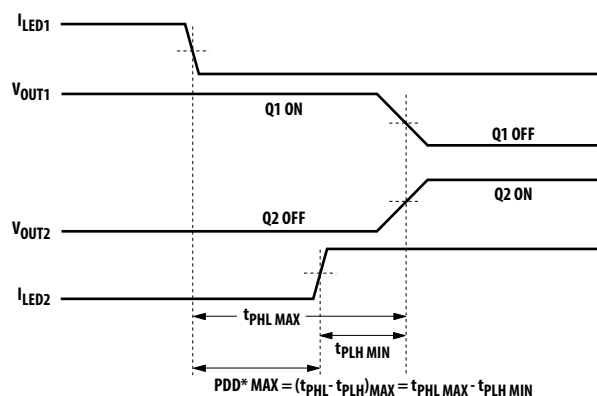 ILED1
VOUT1
Q1 ON
Q1 OFF
Q2 ON
Q2 OFF
VOUT2
ILED2
tPHL MAX
tPLH MIN
PDD* MAX = (tPHL- tPLH)MAX = tPHL MAX - tPLH MIN